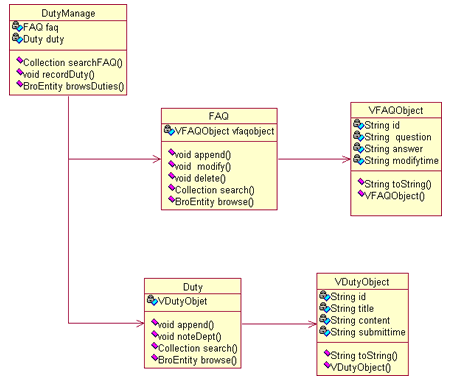 DutyManage
FAQ faq
Duty duty
Collection searchFAQ()
void recordDuty()
BroEntity browsDuties()
FAQ
VFAQObject vfaqobject
void append()
void modify()
void delete()
Collection search()
BroEntity browse()
VFAQObject
String id
String question
String answer
String modifytime
String toString()
VFAQObject()
Duty
VDutyObjet
void append()
void noteDept()
Collection search()
BroEntity browse()
VDutyObject
String id
String title
String content
String submittime
String toString()
VDutyObject()